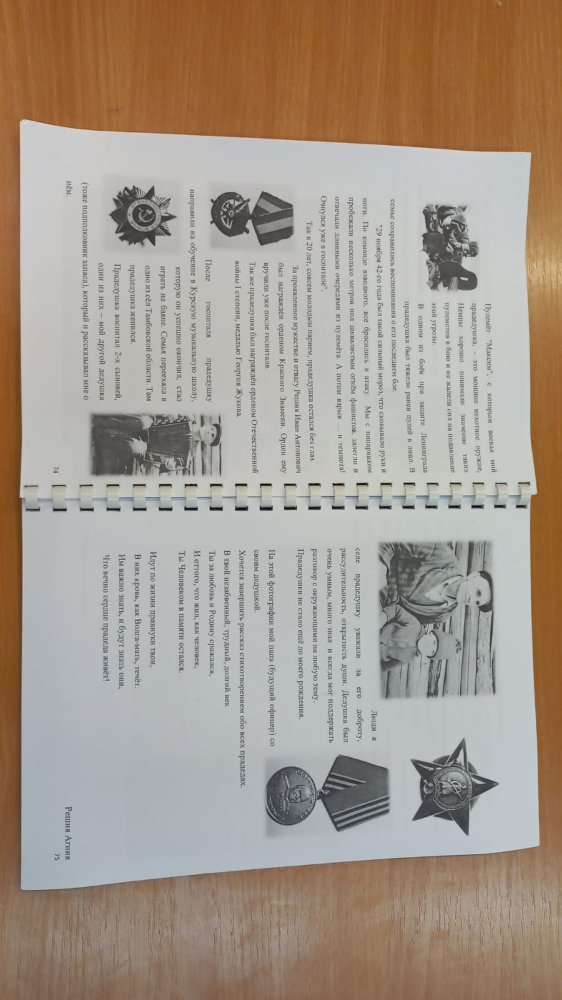 Пулемёт "Максим", с которым воевал мой
прадедушка, - это мощное пехотное оружие,
Немцы хорошо понимали значение таких
пулеметов в бою и не жалели сил на подавление
этой угрозы.
В одном из боёв при защите Ленинграда
прадедушка был тяжело ранен пулей в лицо. В
семье сохранились воспоминания о его последнем бое.
"29 ноября 42-го года был такой сильный мороз, что сковывало руки и
ноги. По команде взводного, все бросились в атаку. Мы с напарником
пробежали несколько метров под шквалистым огнём фашистов, залегли и
отвечали длинными очередями из пулемёта. А потом взрыв … и темнота!
Очнулся уже в госпитале".
Так в 20 лет, совсем молодым парнем, прадедушка остался без глаз.
За проявленное мужество и отвагу Решня Иван Антонович
был награждён орденом Красного Знамени. Орден ему
вручили уже после госпиталя.
Так же прадедушка был награждён орденом Отечественной
войны I степени, медалью Георгия Жукова.
После госпиталя прадедушку
направили на обучение в Курскую музыкальную школу,
которую он успешно окончил, стал
играть на баяне. Семья переехала в
одно из сёл Тамбовской области. Там
прадедушка женился.
Прадедушка воспитал 2-х сыновей,
один из них – мой другой дедушка
(тоже подполковник запаса), который и рассказывал мне о
нём.
74
Люди в
селе прадедушку уважали за его доброту,
рассудительность, открытость души. Дедушка был
очень умным, много знал и всегда мог поддержать
разговор с окружающими на любую тему.
Прадедушки не стало ещё до моего рождения.
На этой фотографии мой папа (будущий офицер) со
своим дедушкой.
Хочется завершить рассказ стихотворением обо всех прадедах.
В твой незабвенный, трудный, долгий век
Ты за любовь и Родину сражался,
И оттого, что жил, как человек,
Ты Человеком в памяти остался.
Идут по жизни правнуки твои,
В них кровь, как Волга-мать, течёт.
Им важно знать, и будут знать они,
Что вечно сердце прадеда живёт!
Решня Агния
75